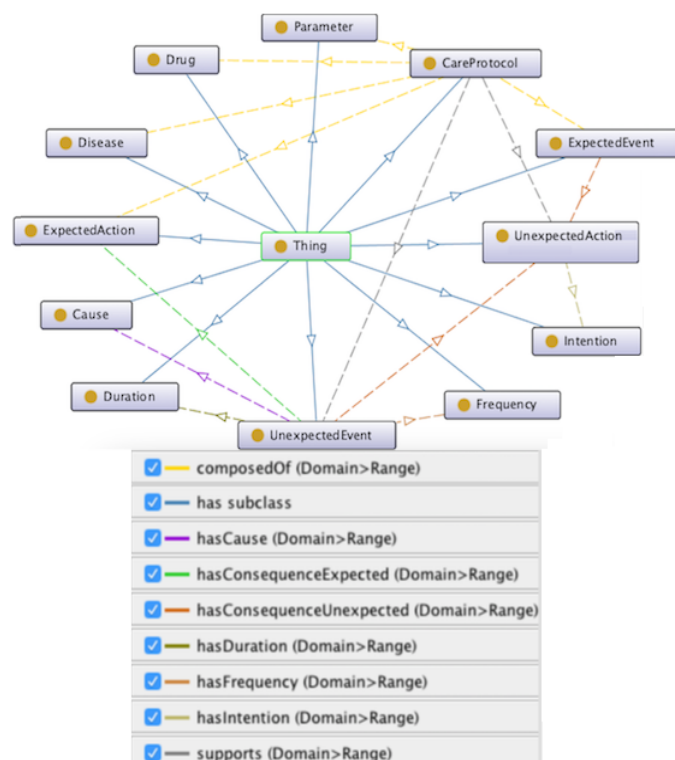 Parameter
Drug
CareProtocol
Disease
ExpectedEvent
ExpectedAction
Thing
UnexpectedAction
Cause
Intention
Duration
Frequency
UnexpectedEvent
composedOf (Domain>Range)
has subclass
hasCause (Domain>Range)
hasConsequenceExpected (Domain>Range)
hasConsequenceUnexpected (Domain>Range)
hasDuration (Domain>Range)
hasFrequency (Domain>Range)
hasIntention (Domain>Range)
supports (Domain>Range)